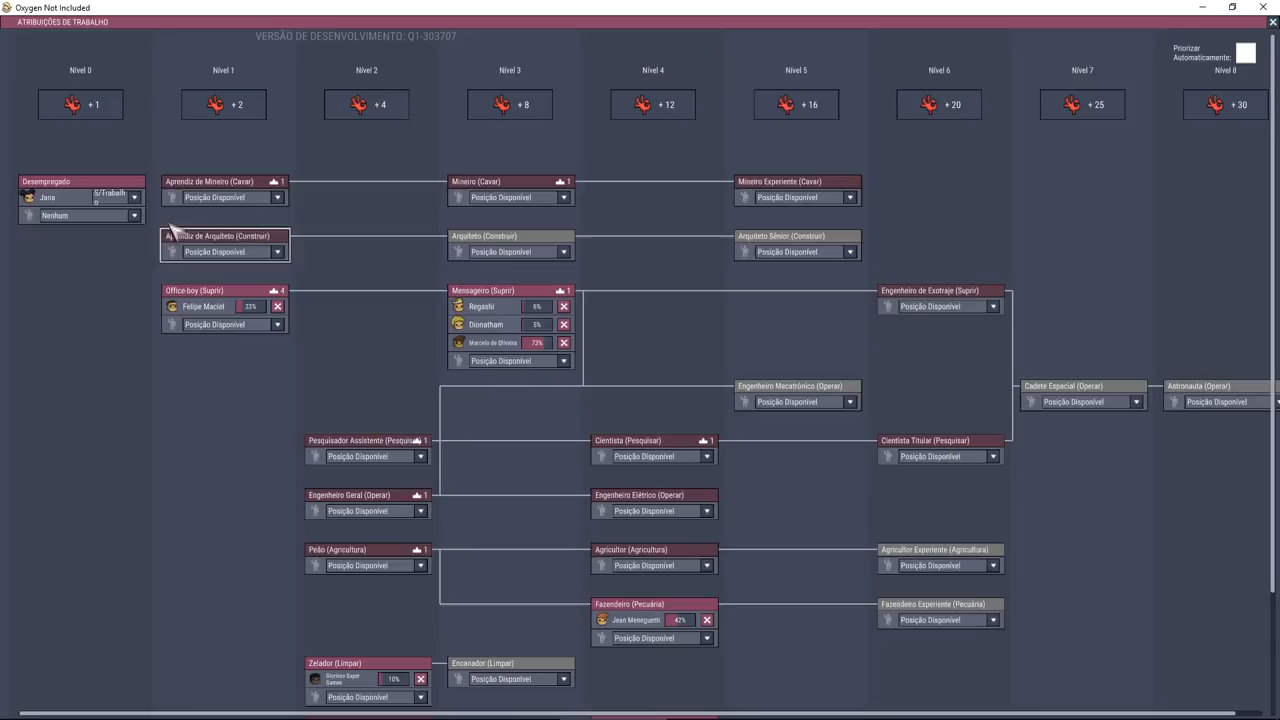 Oxygen Not Included
ATRIBUIÇÕES DE TRABALHO
VERSÃO DE DESENVOLVIMENTO: Q1-303707
Priorizar
Automaticamente:
Nível 0
Nível 1
Nível 2
Nível 3
Nível 4
Nível 5
Nível 6
Nível 7
Nível 8
+ 1
+ 2
+ 4
+ 8
+ 12
+ 16
+ 20
+ 25
+ 30
Desempregado
Jana
S/Trabalh
o
Nenhum
Aprendiz de Mineiro (Cavar) 1
Posição Disponível
Mineiro (Cavar) 1
Posição Disponível
Mineiro Experiente (Cavar)
Posição Disponível
Aprendiz de Arquiteto (Construir)
Posição Disponível
Arquiteto (Construir)
Posição Disponível
Arquiteto Sênior (Construir)
Posição Disponível
Office-boy (Suprir) 4
Felipe Maciel 23%
Posição Disponível
Mensageiro (Suprir) 1
Regashi 6%
Dionatham 5%
Marcelo de Oliveira 73%
Posição Disponível
Engenheiro de Exotraje (Suprir)
Posição Disponível
Engenheiro Mecatrônico (Operar)
Posição Disponível
Cadete Espacial (Operar)
Posição Disponível
Astronauta (Operar)
Posição Disponível
Pesquisador Assistente (Pesquis 1
Posição Disponível
Cientista (Pesquisar) 1
Posição Disponível
Cientista Titular (Pesquisar)
Posição Disponível
Engenheiro Geral (Operar) 1
Posição Disponível
Engenheiro Elétrico (Operar)
Posição Disponível
Peão (Agricultura) 1
Posição Disponível
Agricultor (Agricultura)
Posição Disponível
Agricultor Experiente (Agricultura)
Posição Disponível
Fazendeiro (Pecuária)
Jean Meneguetti 42%
Posição Disponível
Fazendeiro Experiente (Pecuária)
Posição Disponível
Zelador (Limpar)
Glorious Super
Games
10%
Posição Disponível
Encanador (Limpar)
Posição Disponível